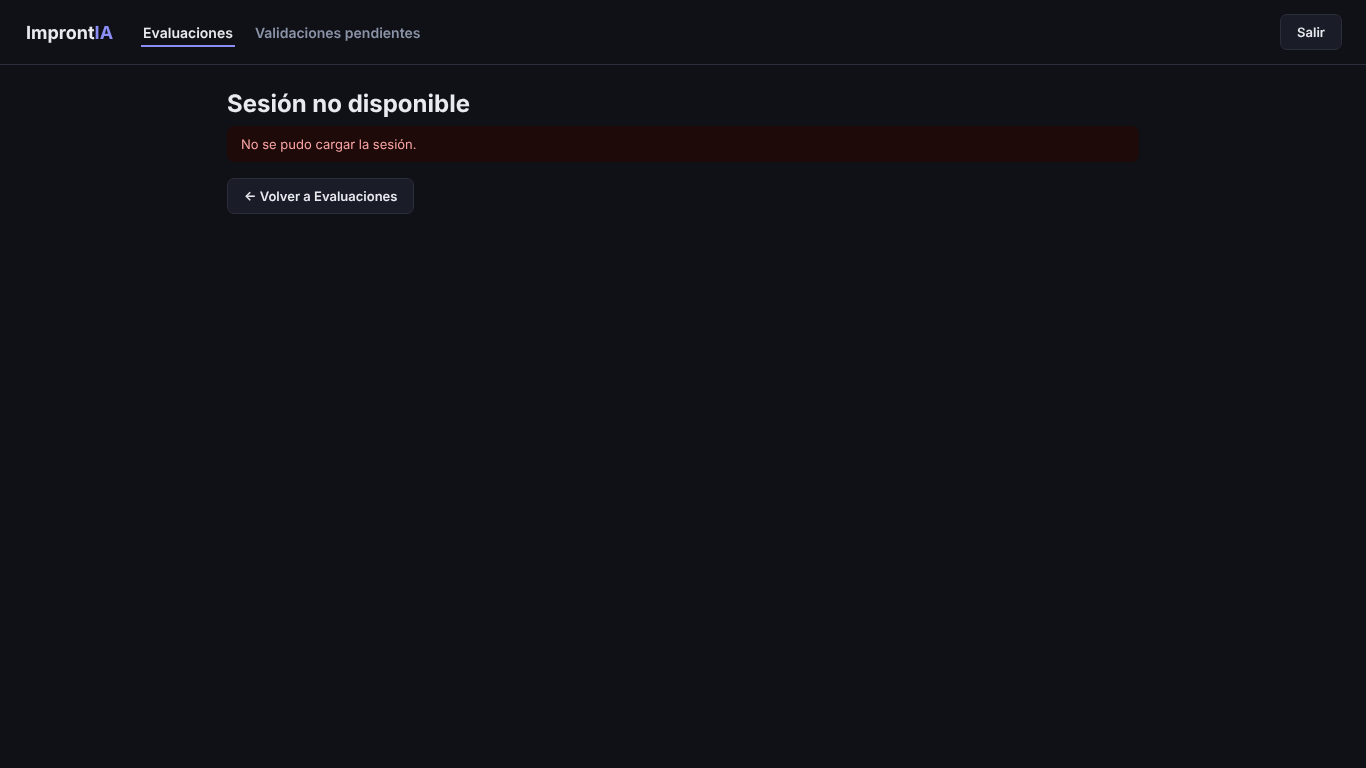 ImprontIA
Evaluaciones
Validaciones pendientes
Salir
Sesión no disponible
No se pudo cargar la sesión.
← Volver a Evaluaciones